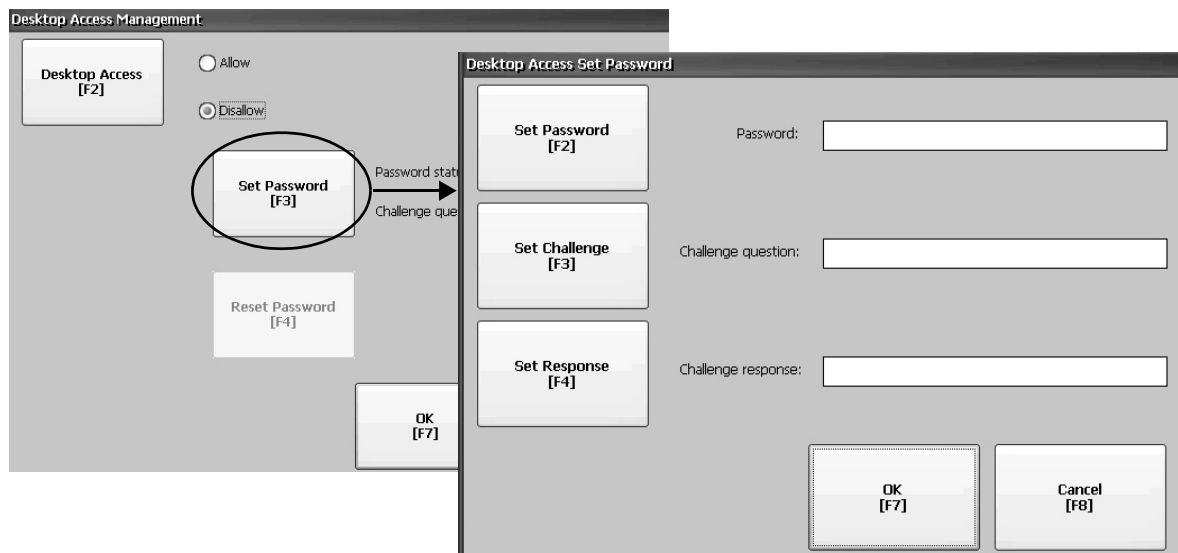 Desktop Access Management
Desktop Access
[F2]
Allow
Disallow
Set Password
[F3]
Password
Challenge
Reset Password
[F4]
OK
[F7]
Desktop Access Set Password
Set Password
[F2]
Password:
Set Challenge
[F3]
Challenge question:
Set Response
[F4]
Challenge response:
OK
[F7]
Cancel
[F8]